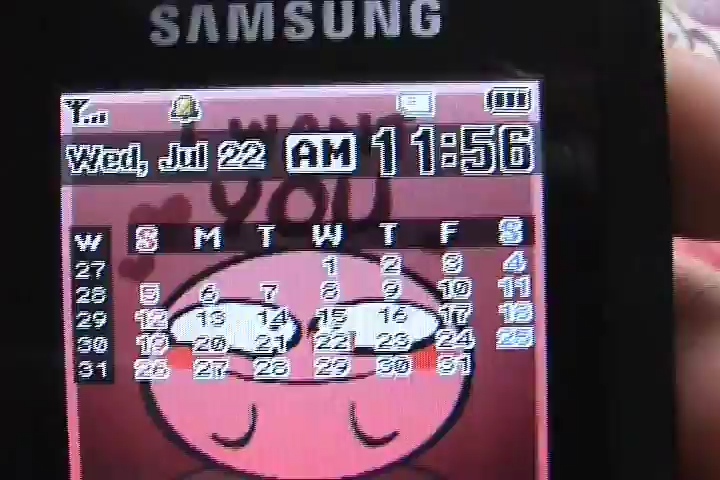 SAMSUNG
I WANT
Wed, Jul 22 AM 11:56
YOU
W S M T W T F S
27 1 2 3 4
28 5 6 7 8 9 10 11
29 12 13 14 15 16 17 18
30 19 20 21 22 23 24 25
31 26 27 28 29 30 31